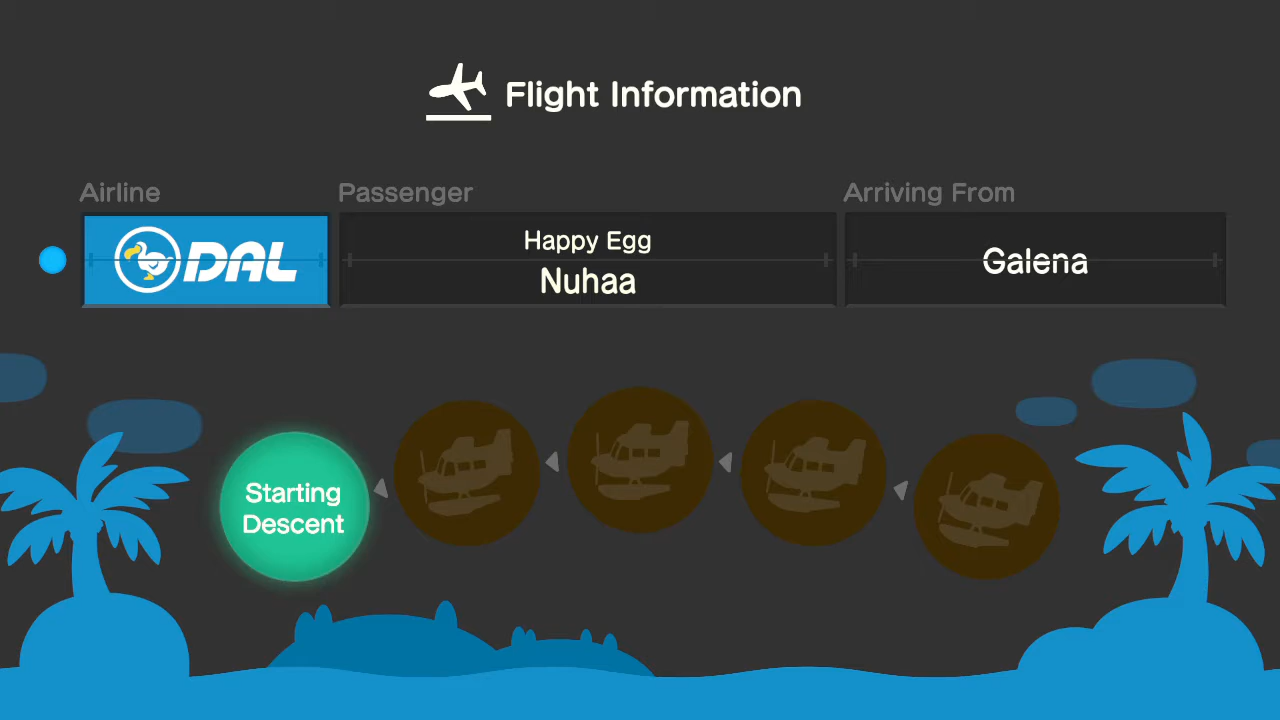 Flight Information
Airline
Passenger
Arriving From
DAL
Happy Egg
Nuhaa
Galena
Starting
Descent